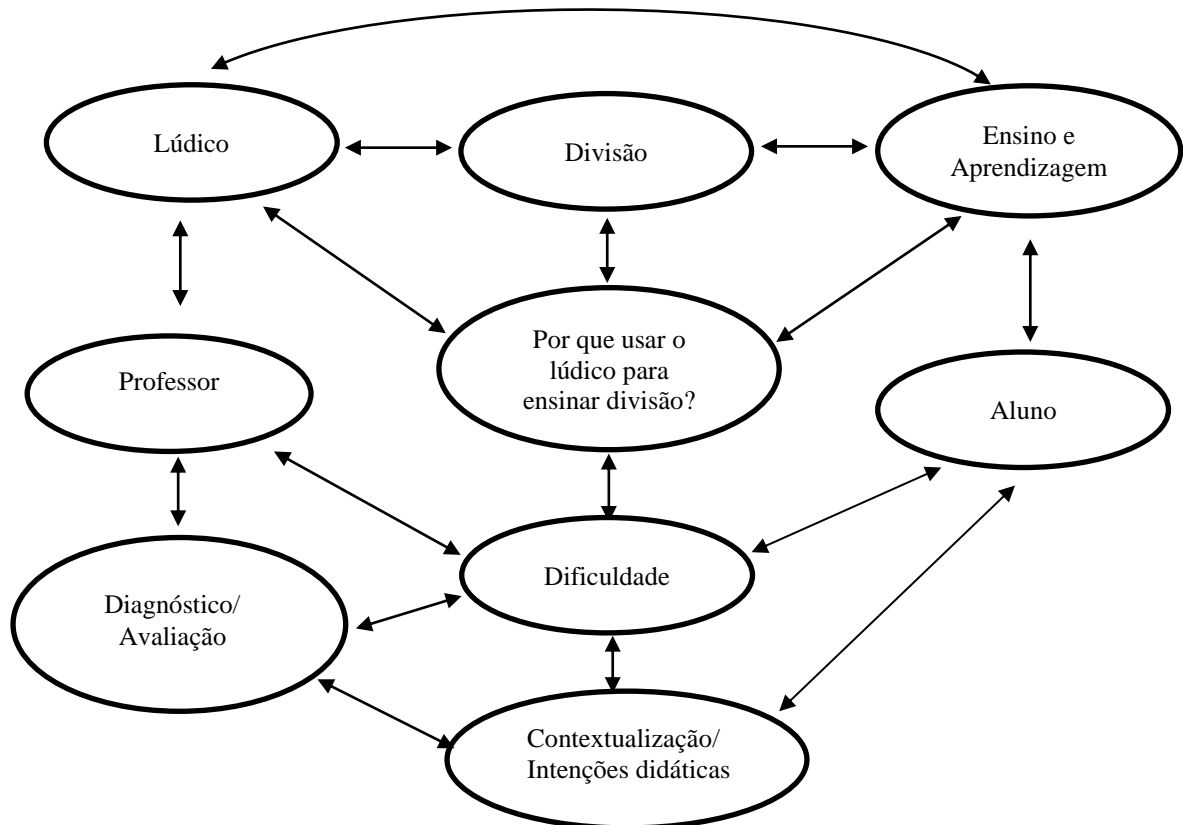 Lúdico
Divisão
Ensino e
Aprendizagem
Por que usar o
lúdico para
ensinar divisão?
Professor
Aluno
Dificuldade
Diagnóstico/
Avaliação
Contextualização/
Intenções didáticas